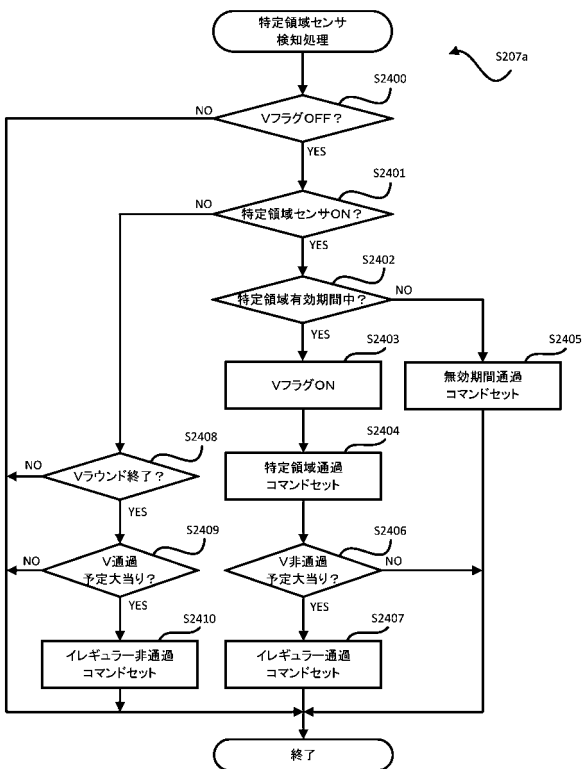 特定領域センサ
検知処理
S207a
S2400
VフラグOFF？
NO
YES
S2401
特定領域センサON？
NO
YES
S2402
特定領域有効期間中？
NO
YES
S2403
VフラグON
S2405
無効期間通過
コマンドセット
S2404
特定領域通過
コマンドセット
S2408
Vラウンド終了？
NO
YES
S2409
V通過
予定大当り？
NO
YES
S2406
V非通過
予定大当り？
NO
YES
S2410
イレギュラー非通過
コマンドセット
S2407
イレギュラー通過
コマンドセット
終了